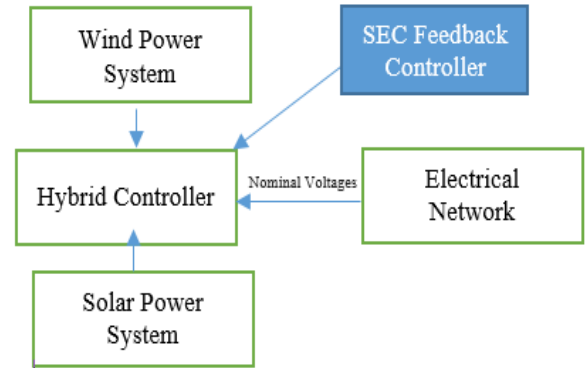 Wind Power
System
SEC Feedback
Controller
Hybrid Controller
Nominal Voltages
Electrical
Network
Solar Power
System